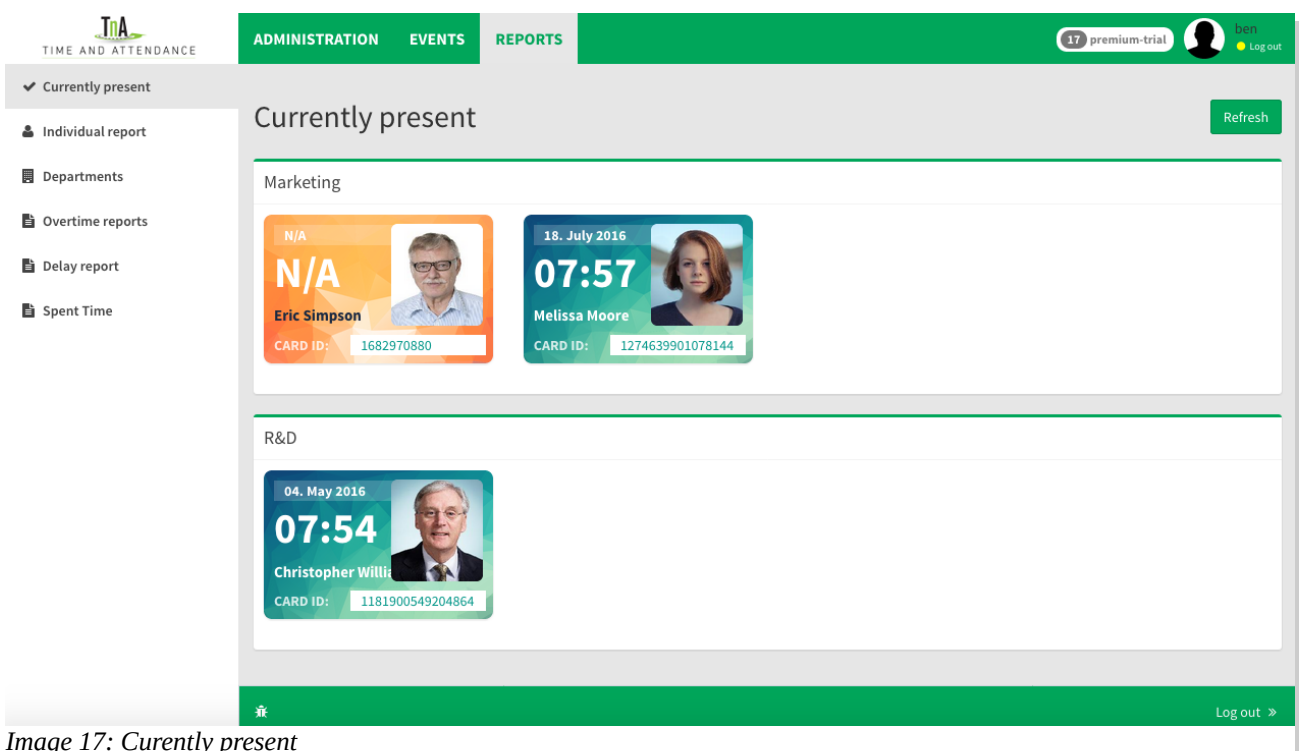 TnA
TIME AND ATTENDANCE
ADMINISTRATION EVENTS REPORTS
17 premium-trial
ben
Log out
Currently present
Individual report
Departments
Overtime reports
Delay report
Spent Time
Currently present
Refresh
Marketing
N/A
N/A
Eric Simpson
CARD ID: 1682970880
18. July 2016
07:57
Melissa Moore
CARD ID: 1274639901078144
R&D
04. May 2016
07:54
Christopher Willia
CARD ID: 1181900549204864
Log out »
Image 17: Curently present